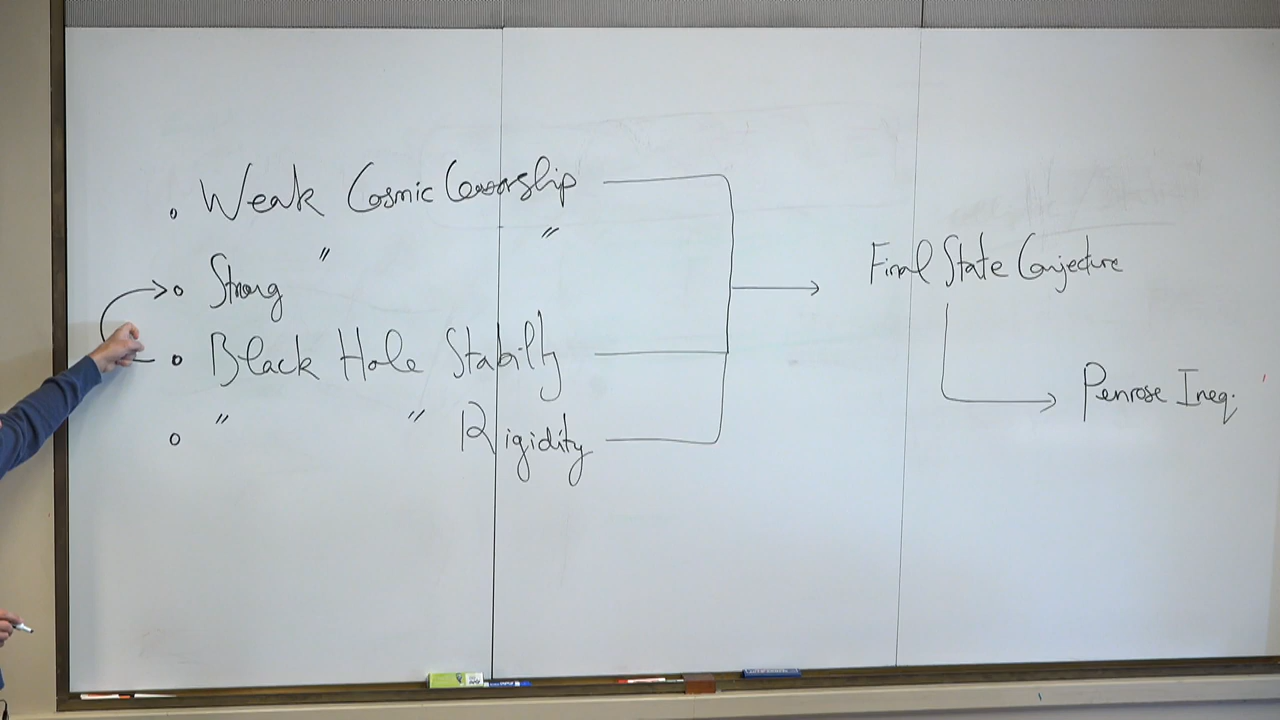 Weak Cosmic Censorship
Strong " "
Black Hole Stability
" " Rigidity
Final State Conjecture
Penrose Ineq.